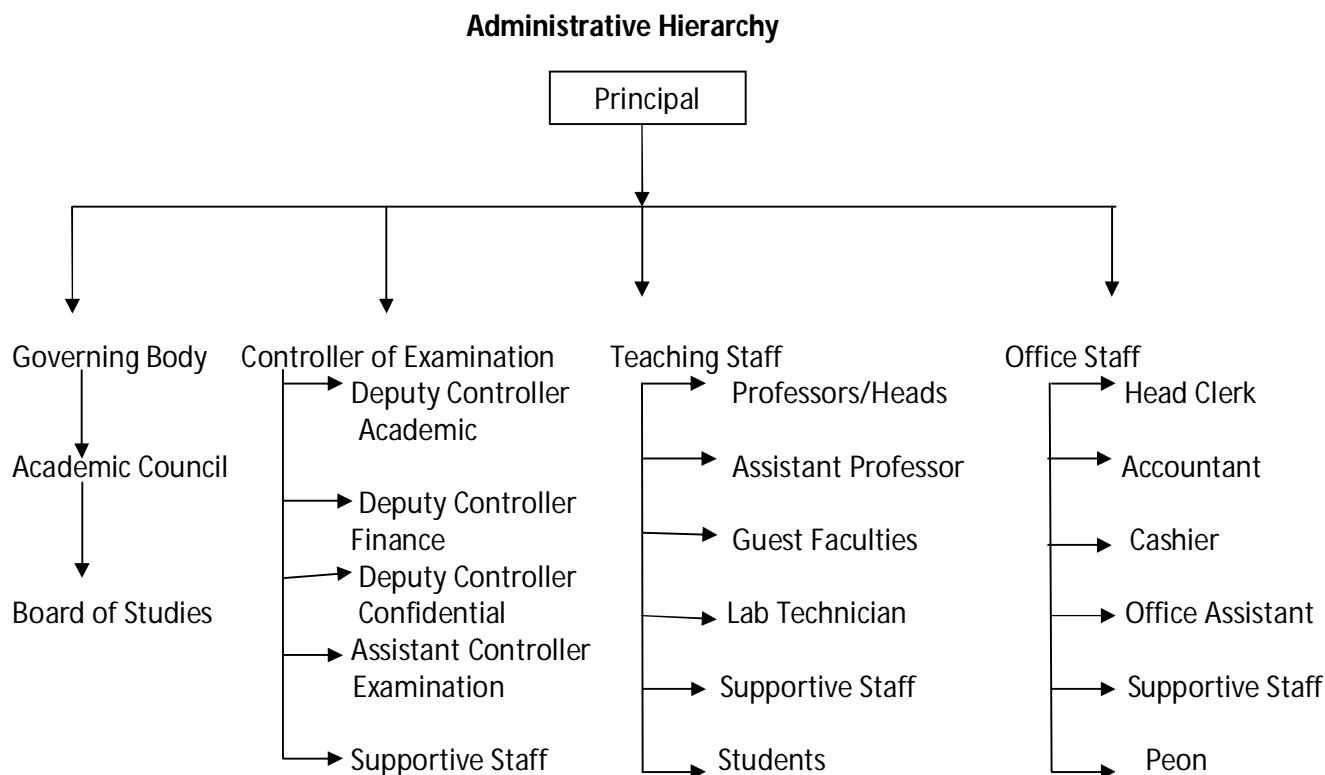 Administrative Hierarchy
Principal
Governing Body
Academic Council
Board of Studies
Controller of Examination
Deputy Controller
Academic
Deputy Controller
Finance
Deputy Controller
Confidential
Assistant Controller
Examination
Supportive Staff
Teaching Staff
Professors/Heads
Assistant Professor
Guest Faculties
Lab Technician
Supportive Staff
Students
Office Staff
Head Clerk
Accountant
Cashier
Office Assistant
Supportive Staff
Peon